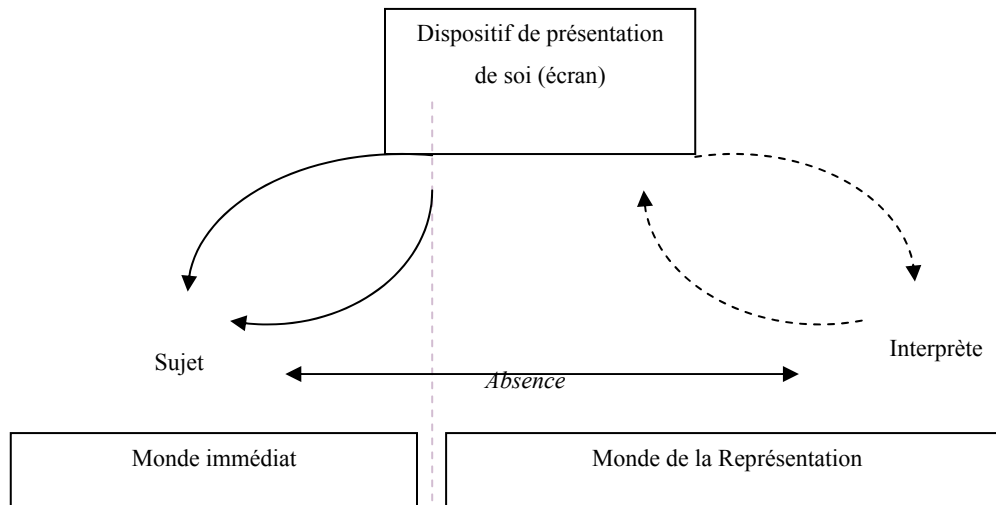 Dispositif de présentation
de soi (écran)
Sujet
Interprète
Absence
Monde immédiat
Monde de la Représentation